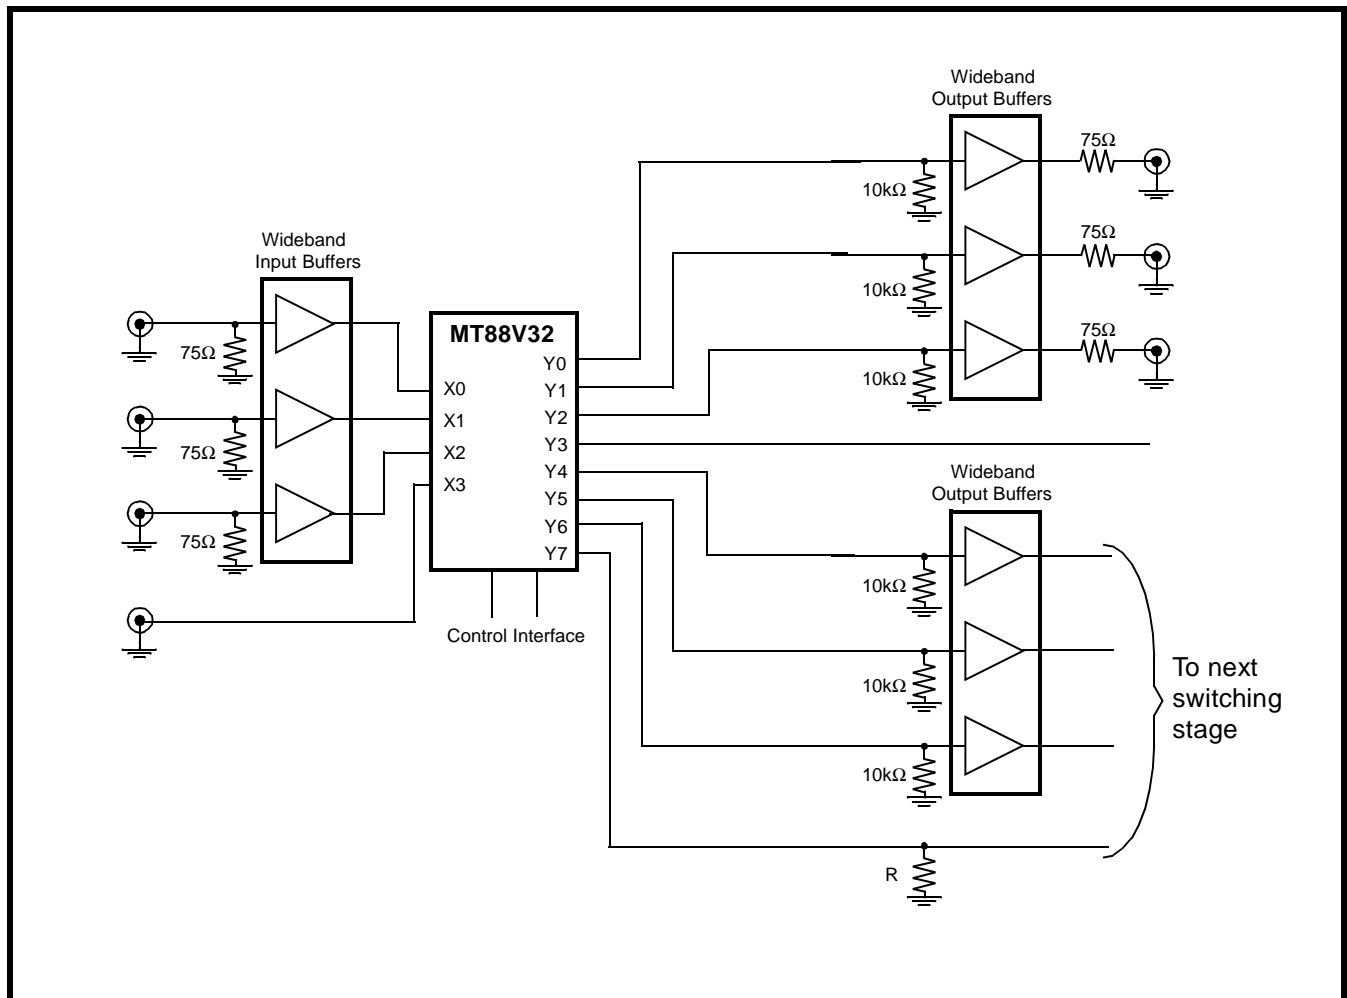 Wideband
Output Buffers
75Ω
10kΩ
75Ω
10kΩ
75Ω
10kΩ
Wideband
Input Buffers
75Ω
75Ω
75Ω
MT88V32
X0
X1
X2
X3
Y0
Y1
Y2
Y3
Y4
Y5
Y6
Y7
Control Interface
Wideband
Output Buffers
10kΩ
10kΩ
10kΩ
R
To next
switching
stage